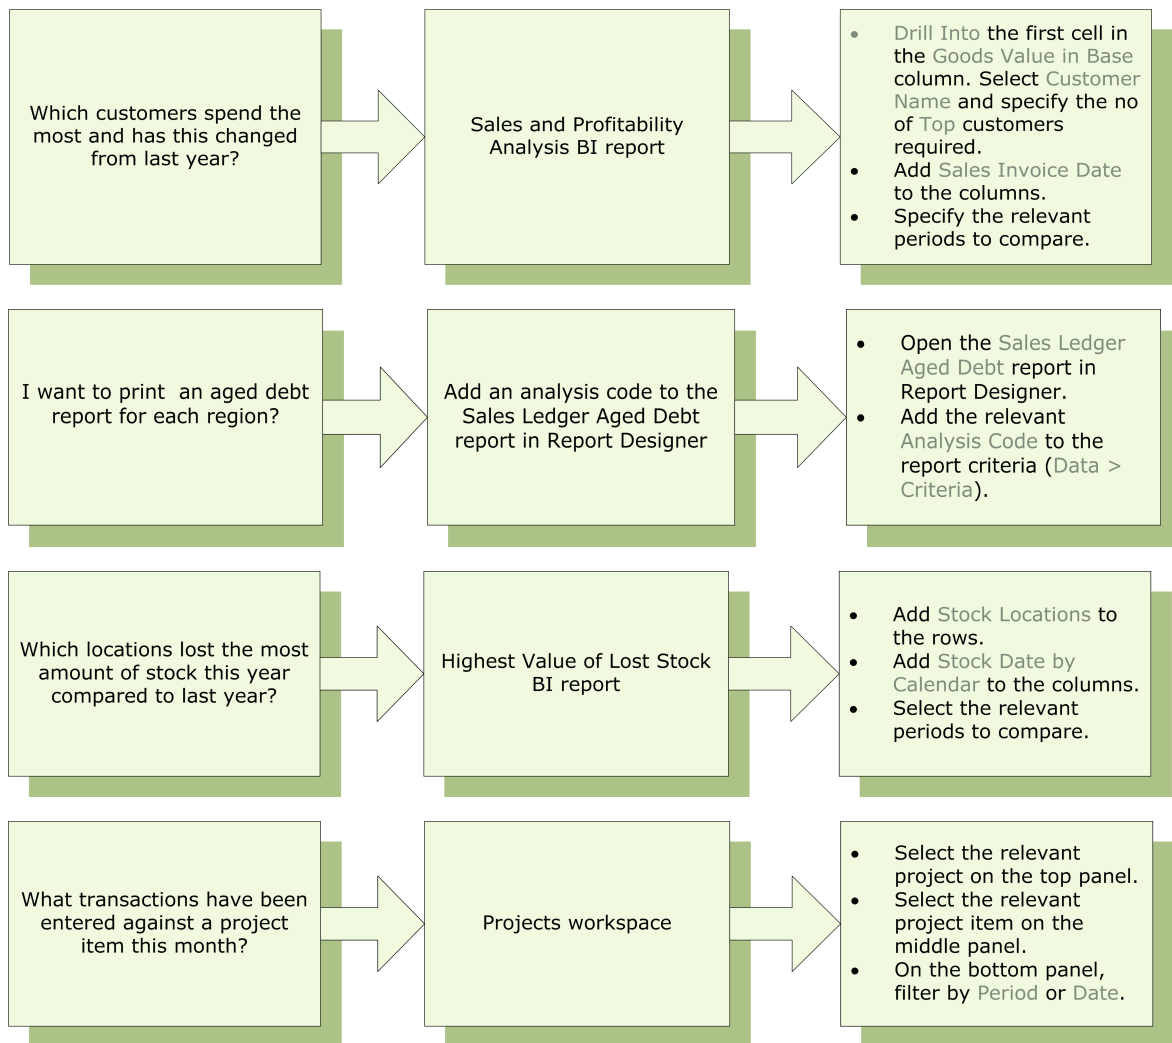 Which customers spend the
most and has this changed
from last year?
Sales and Profitability
Analysis BI report
• Drill Into the first cell in
the Goods Value in Base
column. Select Customer
Name and specify the no
of Top customers
required.
• Add Sales Invoice Date
to the columns.
• Specify the relevant
periods to compare.
I want to print  an aged debt
report for each region?
Add an analysis code to the
Sales Ledger Aged Debt
report in Report Designer
• Open the Sales Ledger
Aged Debt report in
Report Designer.
• Add the relevant
Analysis Code to the
report criteria (Data >
Criteria).
Which locations lost the most
amount of stock this year
compared to last year?
Highest Value of Lost Stock
BI report
• Add Stock Locations to
the rows.
• Add Stock Date by
Calendar to the columns.
• Select the relevant
periods to compare.
What transactions have been
entered against a project
item this month?
Projects workspace
• Select the relevant
project on the top panel.
• Select the relevant
project item on the
middle panel.
• On the bottom panel,
filter by Period or Date.